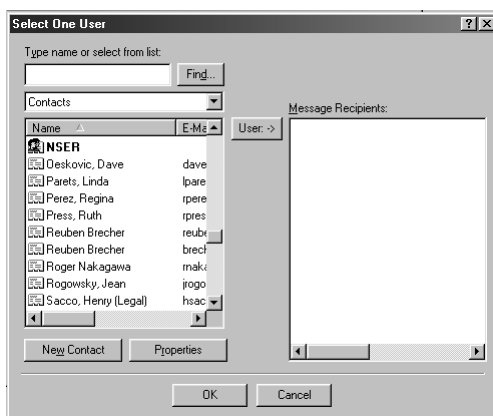 Select One User
Type name or select from list:
Find...
Contacts
Message Recipients:
Name E-Ma
User: ->
NSER
Oeskovic, Dave dave
Parets, Linda lpare
Perez, Regina rpere
Press, Ruth rpres
Reuben Brecher reube
Reuben Brecher brech
Roger Nakagawa rnaka
Rogowsky, Jean jrogo
Sacco, Henry (Legal) hsac
New Contact Properties
OK Cancel